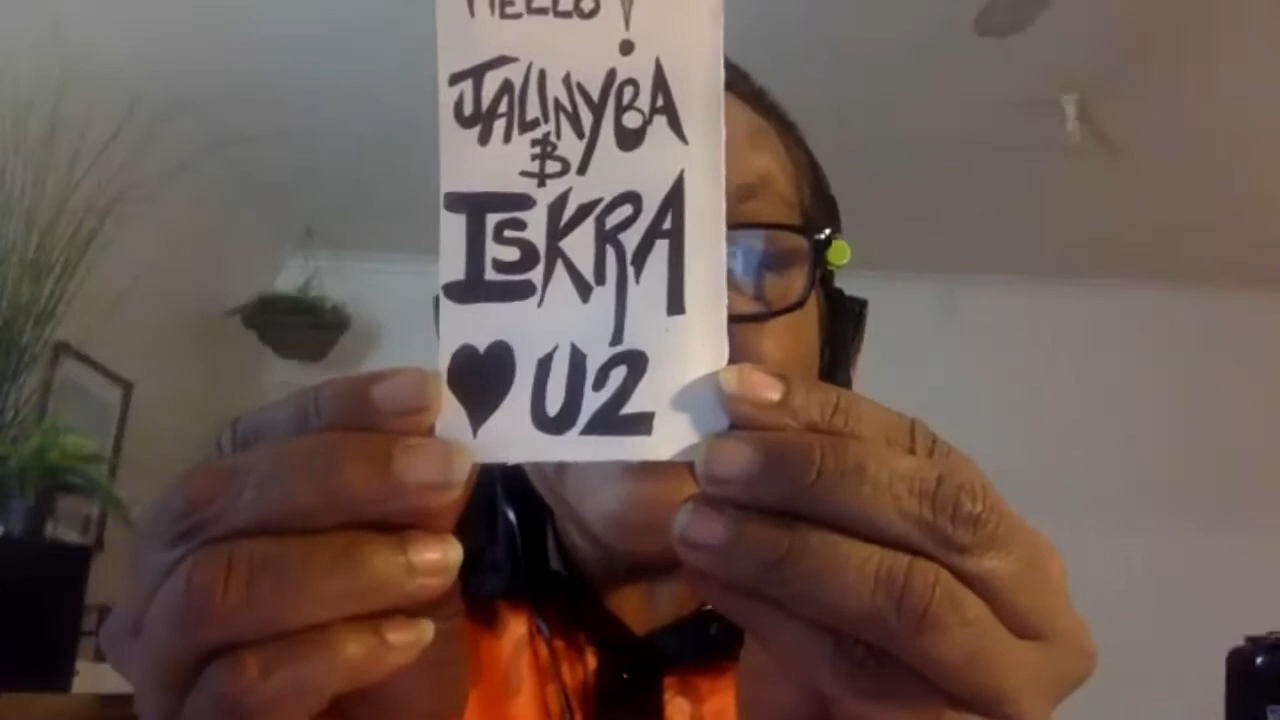 HELLO!
JALINYBA
B
ISKRA
♥ U2